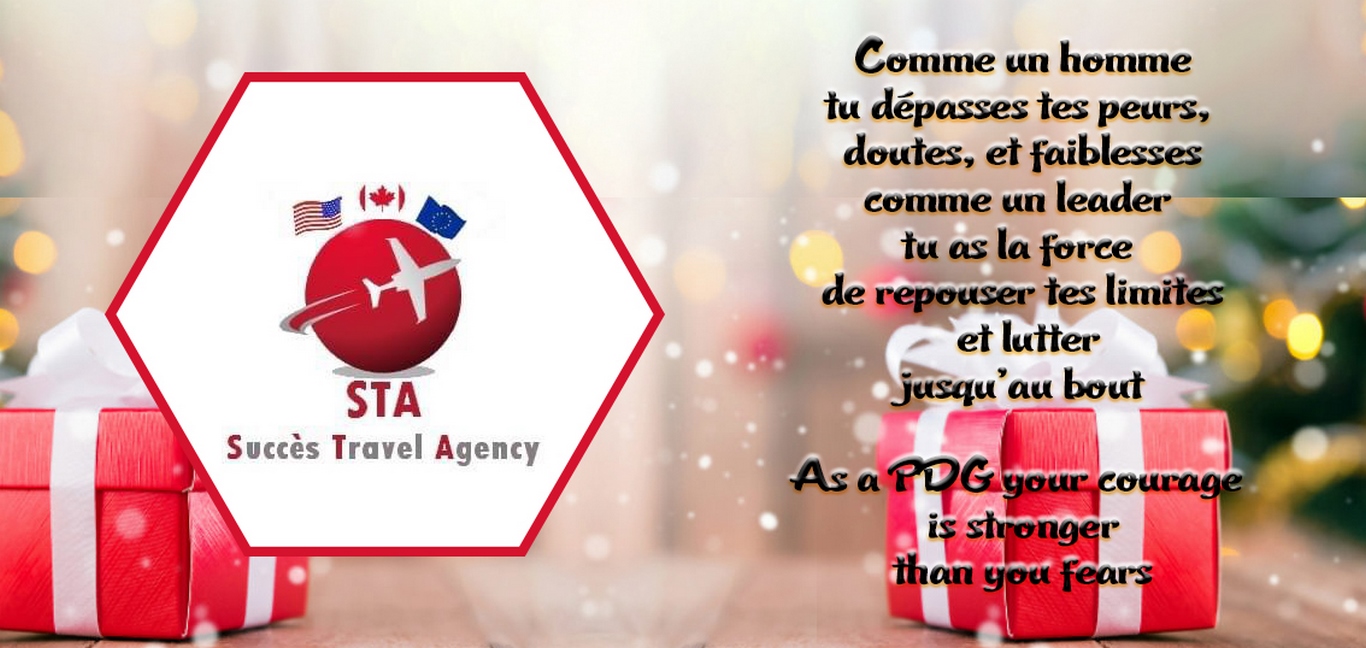 STA
Succès Travel Agency
Comme un homme
tu dépasses tes peurs,
doutes, et faiblesses
comme un leader
tu as la force
de repouser tes limites
et lutter
jusqu'au bout
As a PDG your courage
is stronger
than you fears